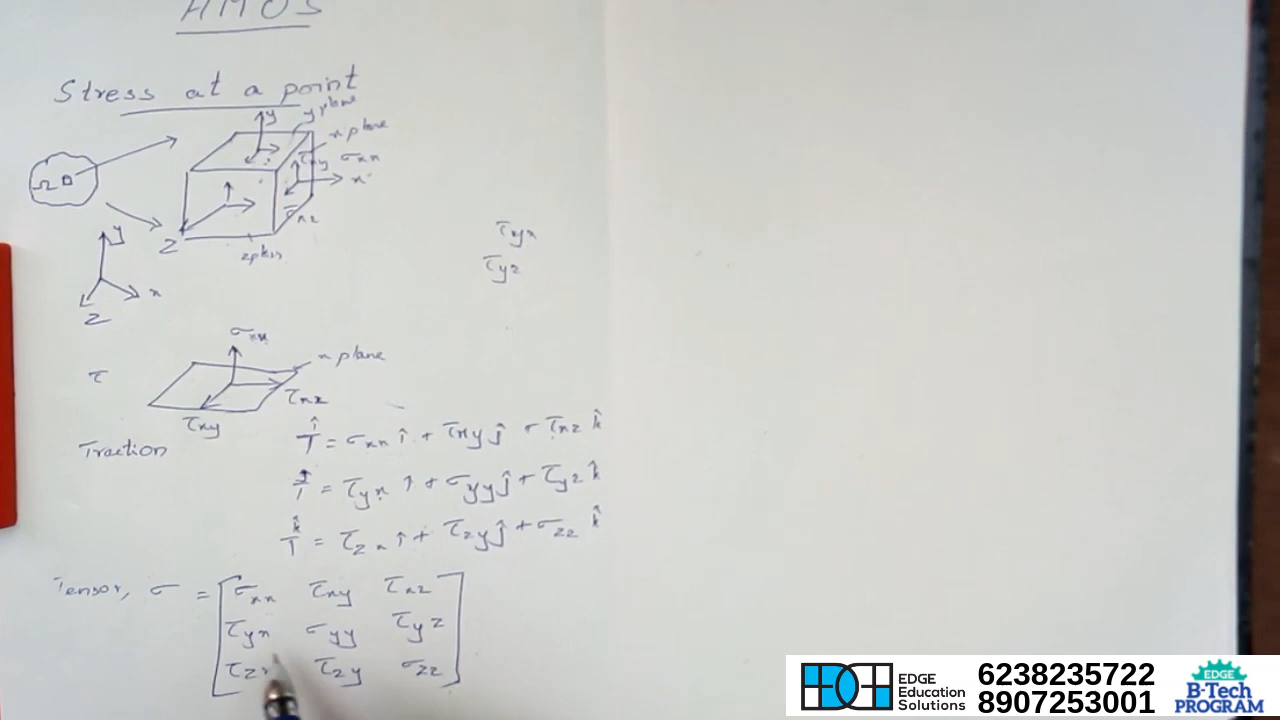 AMOS
Stress at a point
y
y plane
x plane
τxy σxx
x
Ω
τxz
z
z plane
y
x
z
τyx
τyz
σxx
x plane
τ
τxz
τxy
Traction
T^î = σxx î + τxy ĵ + τxz k̂
T^ĵ = τyx î + σyy ĵ + τyz k̂
T^k̂ = τzx î + τzy ĵ + σzz k̂
Tensor, σ = [σxx τxy τxz
τyx σyy τyz
τzx τzy σzz]
EDGE
Education
Solutions
6238235722
8907253001
EDGE
B-Tech
PROGRAM